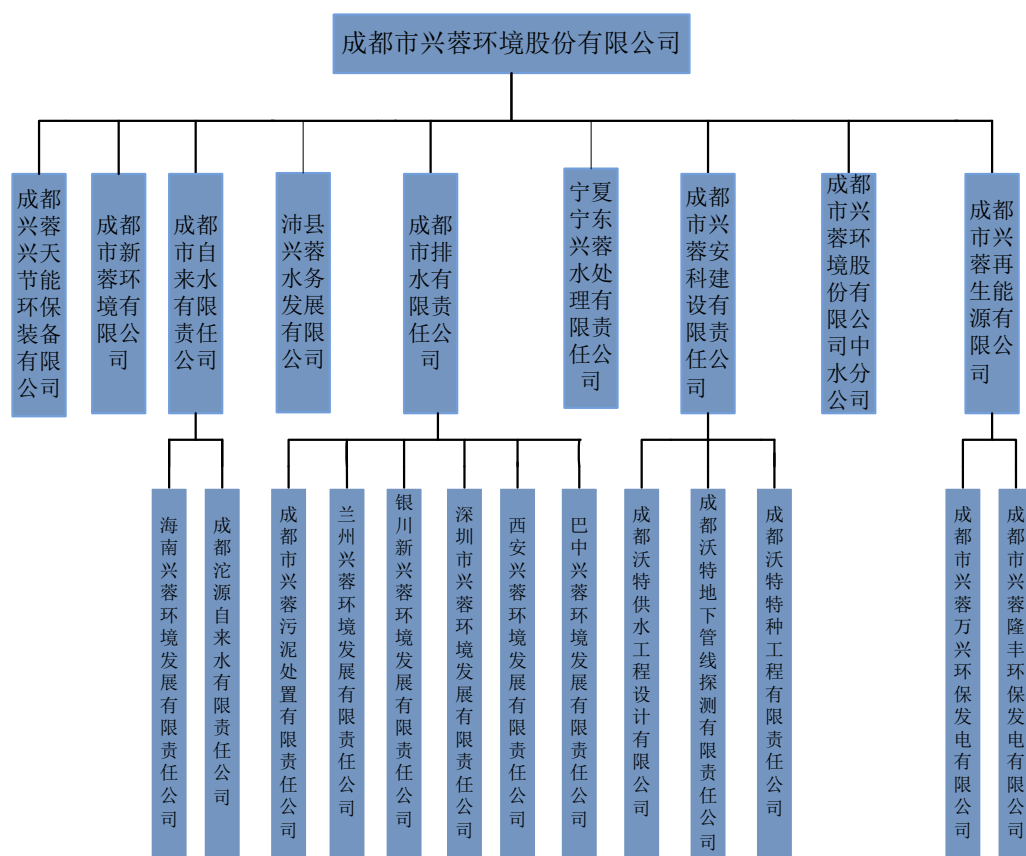 成都市兴蓉环境股份有限公司
成都兴蓉兴天节能环保装备有限公司
成都市新蓉环境有限公司
成都市自来水有限责任公司
沛县兴蓉水务发展有限公司
成都市排水有限责任公司
宁夏宁东兴蓉水处理有限责任公司
成都市兴蓉安科建设有限责任公司
成都市兴蓉环境股份有限公司中水分公司
成都市兴蓉再生能源有限公司
海南兴蓉环境发展有限责任公司
成都沱源自来水有限责任公司
成都市兴蓉污泥处置有限责任公司
兰州兴蓉环境发展有限责任公司
银川新兴蓉环境发展有限责任公司
深圳市兴蓉环境发展有限责任公司
西安兴蓉环境发展有限责任公司
巴中兴蓉环境发展有限责任公司
成都沃特供水工程设计有限公司
成都沃特地下管线探测有限责任公司
成都沃特特种工程有限责任公司
成都市兴蓉万兴环保发电有限公司
成都市兴蓉隆丰环保发电有限公司